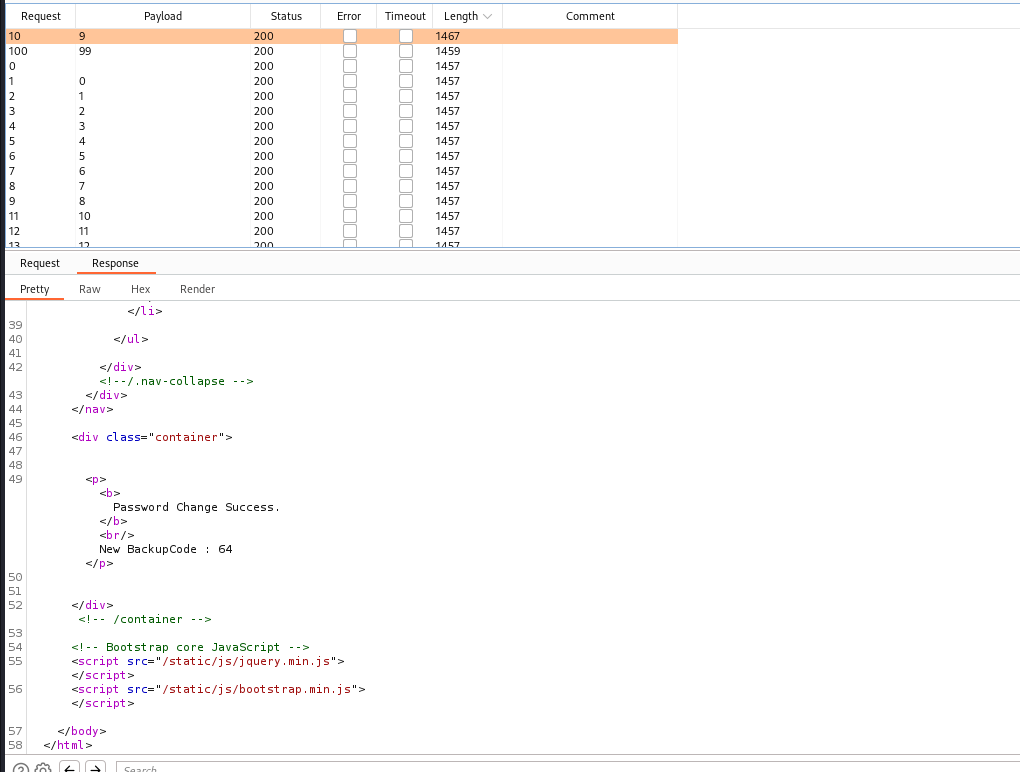 Request Payload Status Error Timeout Length Comment
10 9 200 1467
100 99 200 1459
0 200 1457
1 0 200 1457
2 1 200 1457
3 2 200 1457
4 3 200 1457
5 4 200 1457
6 5 200 1457
7 6 200 1457
8 7 200 1457
9 8 200 1457
11 10 200 1457
12 11 200 1457
13 12 200 1457
Request Response
Pretty Raw Hex Render
</li>
39
40 </ul>
41
42 </div>
<!--/.nav-collapse -->
43 </div>
44 </nav>
45
46 <div class="container">
47
48
49 <p>
<b>
Password Change Success.
</b>
<br/>
New BackupCode : 64
</p>
50
51
52 </div>
<!-- /container -->
53
54 <!-- Bootstrap core JavaScript -->
55 <script src="/static/js/jquery.min.js">
</script>
56 <script src="/static/js/bootstrap.min.js">
</script>
57 </body>
58 </html>
Search...